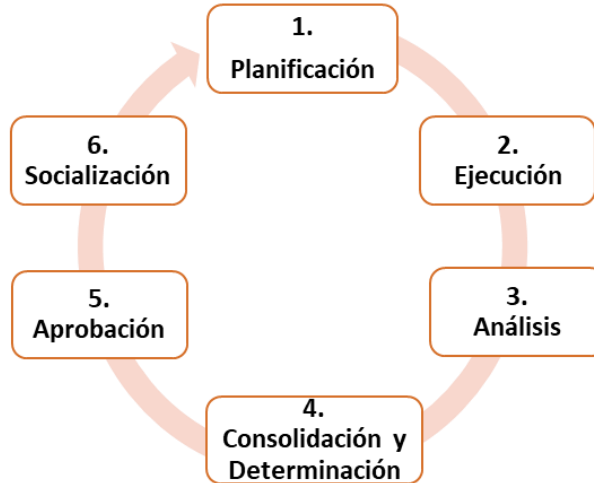 1.
Planificación
2.
Ejecución
3.
Análisis
4.
Consolidación y
Determinación
5.
Aprobación
6.
Socialización